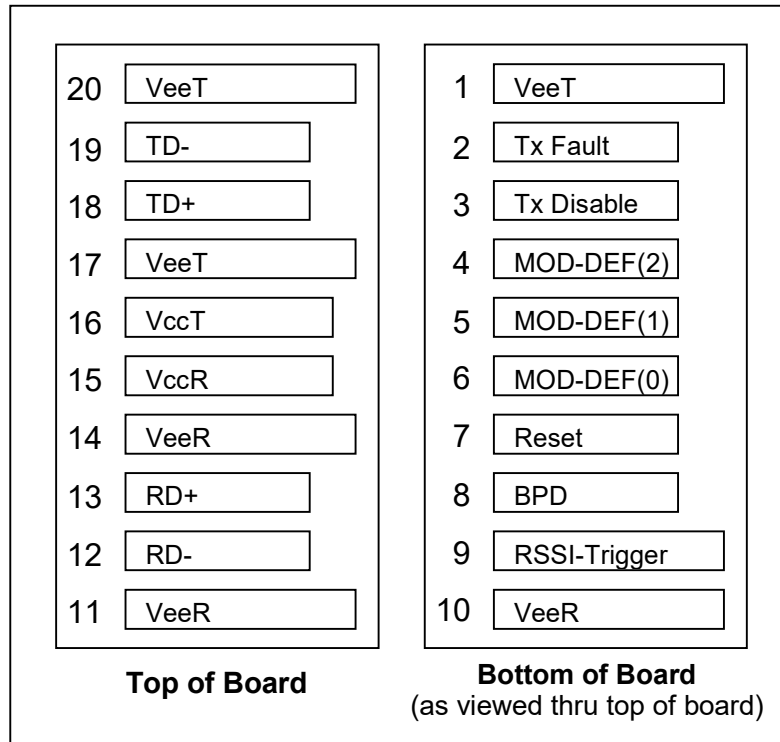 20 VeeT
19 TD-
18 TD+
17 VeeT
16 VccT
15 VccR
14 VeeR
13 RD+
12 RD-
11 VeeR
Top of Board
1 VeeT
2 Tx Fault
3 Tx Disable
4 MOD-DEF(2)
5 MOD-DEF(1)
6 MOD-DEF(0)
7 Reset
8 BPD
9 RSSI-Trigger
10 VeeR
Bottom of Board
(as viewed thru top of board)